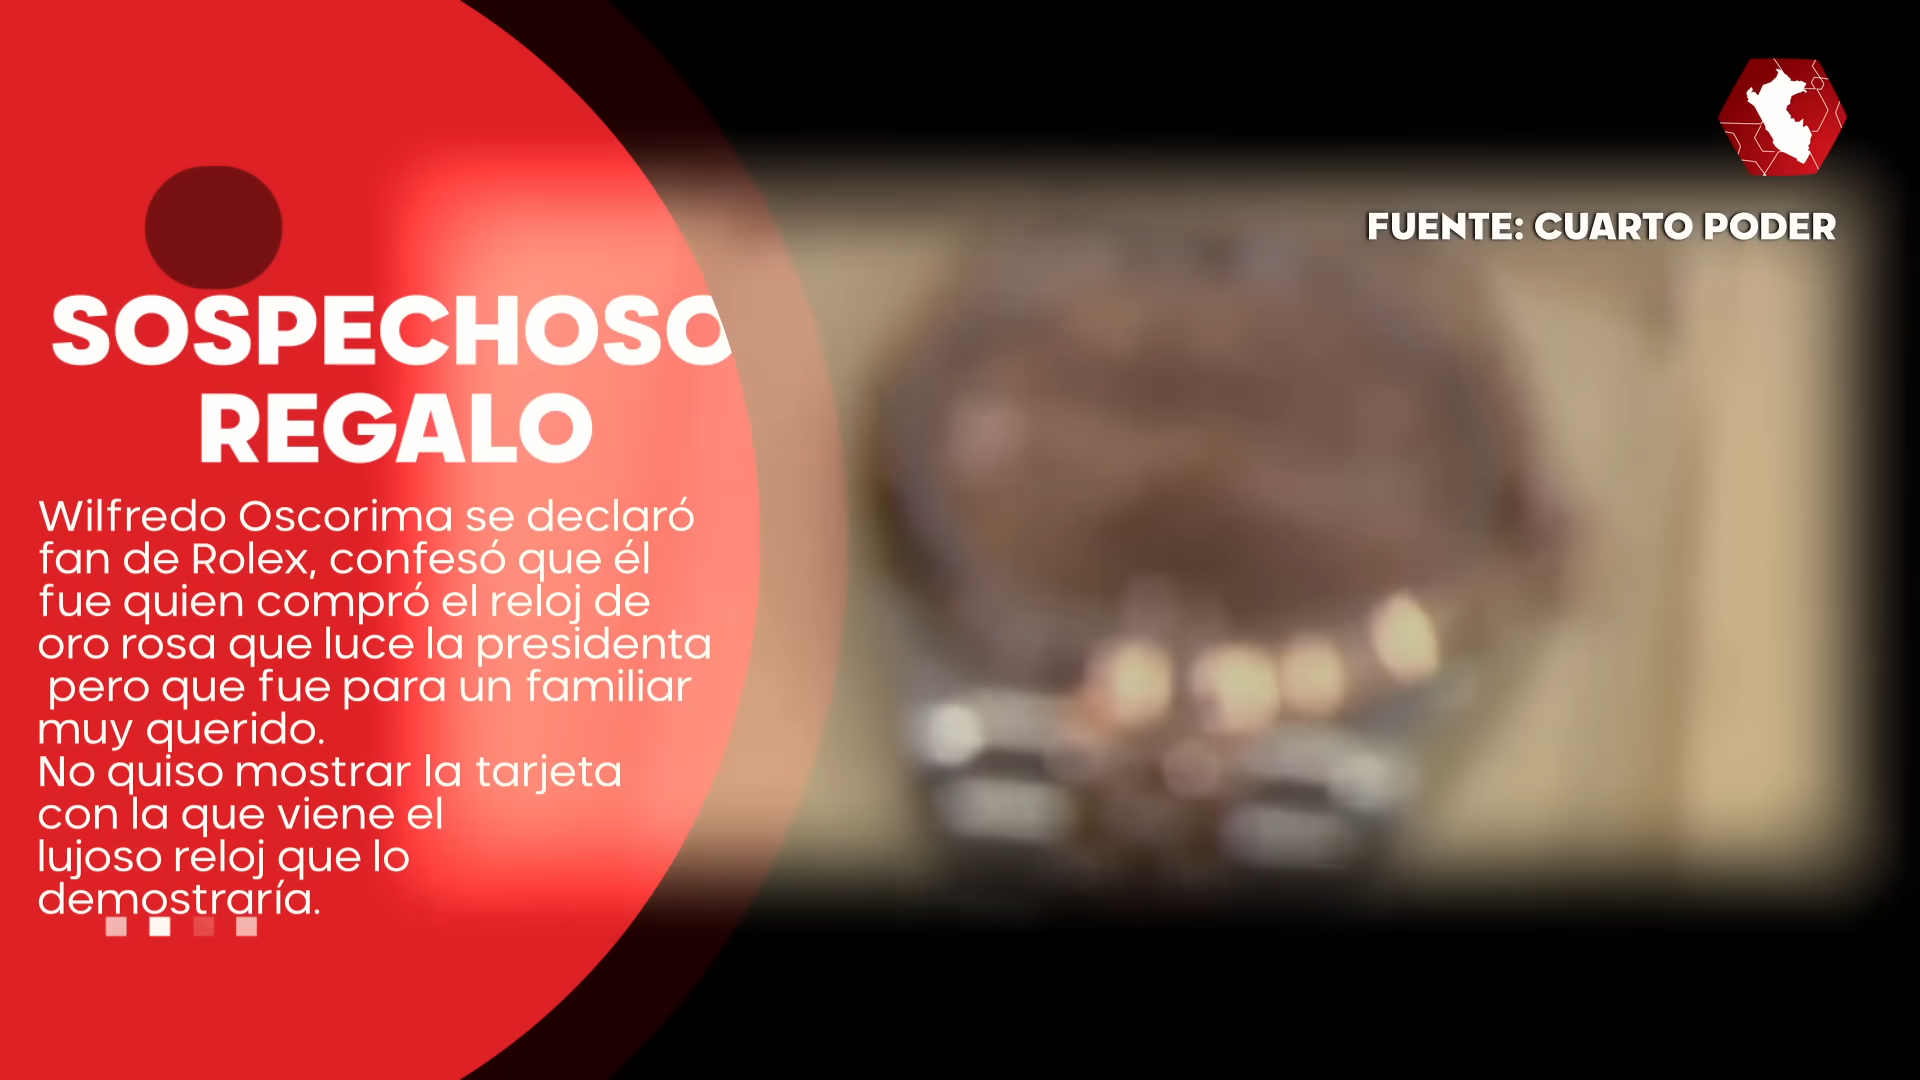 FUENTE: CUARTO PODER
SOSPECHOSO
REGALO
Wilfredo Oscorima se declaró
fan de Rolex, confesó que él
fue quien compró el reloj de
oro rosa que luce la presidenta
pero que fue para un familiar
muy querido.
No quiso mostrar la tarjeta
con la que viene el
lujoso reloj que lo
demostraría.